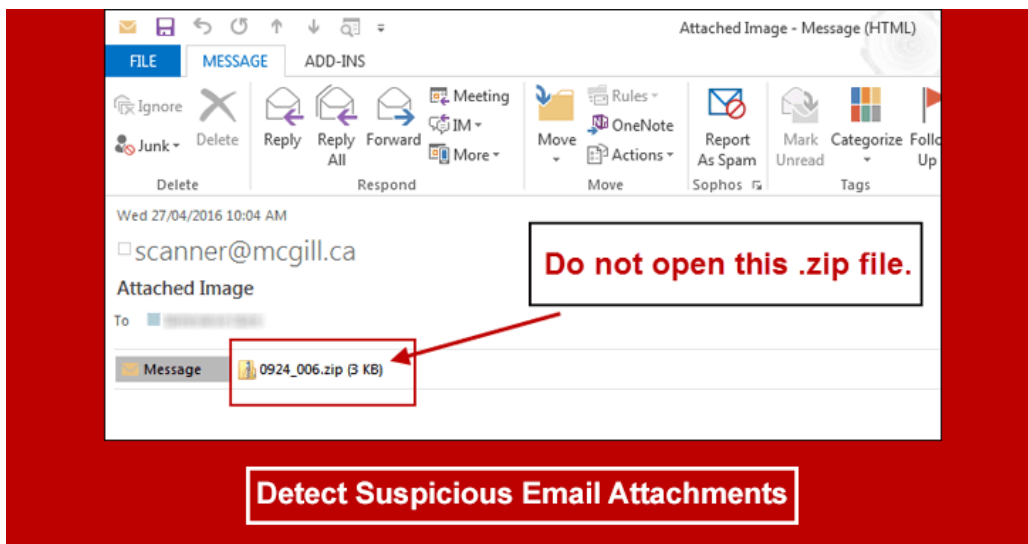 Attached Image - Message (HTML)
FILE MESSAGE ADD-INS
Ignore
Junk
Delete
Reply
Reply All
Forward
Meeting
IM
More
Move
Rules
OneNote
Actions
Report As Spam
Mark Unread
Categorize
Follo
Up
Delete Respond Move Sophos Tags
Wed 27/04/2016 10:04 AM
scanner@mcgill.ca
Do not open this .zip file.
Attached Image
To
Message 0924_006.zip (3 KB)
Detect Suspicious Email Attachments